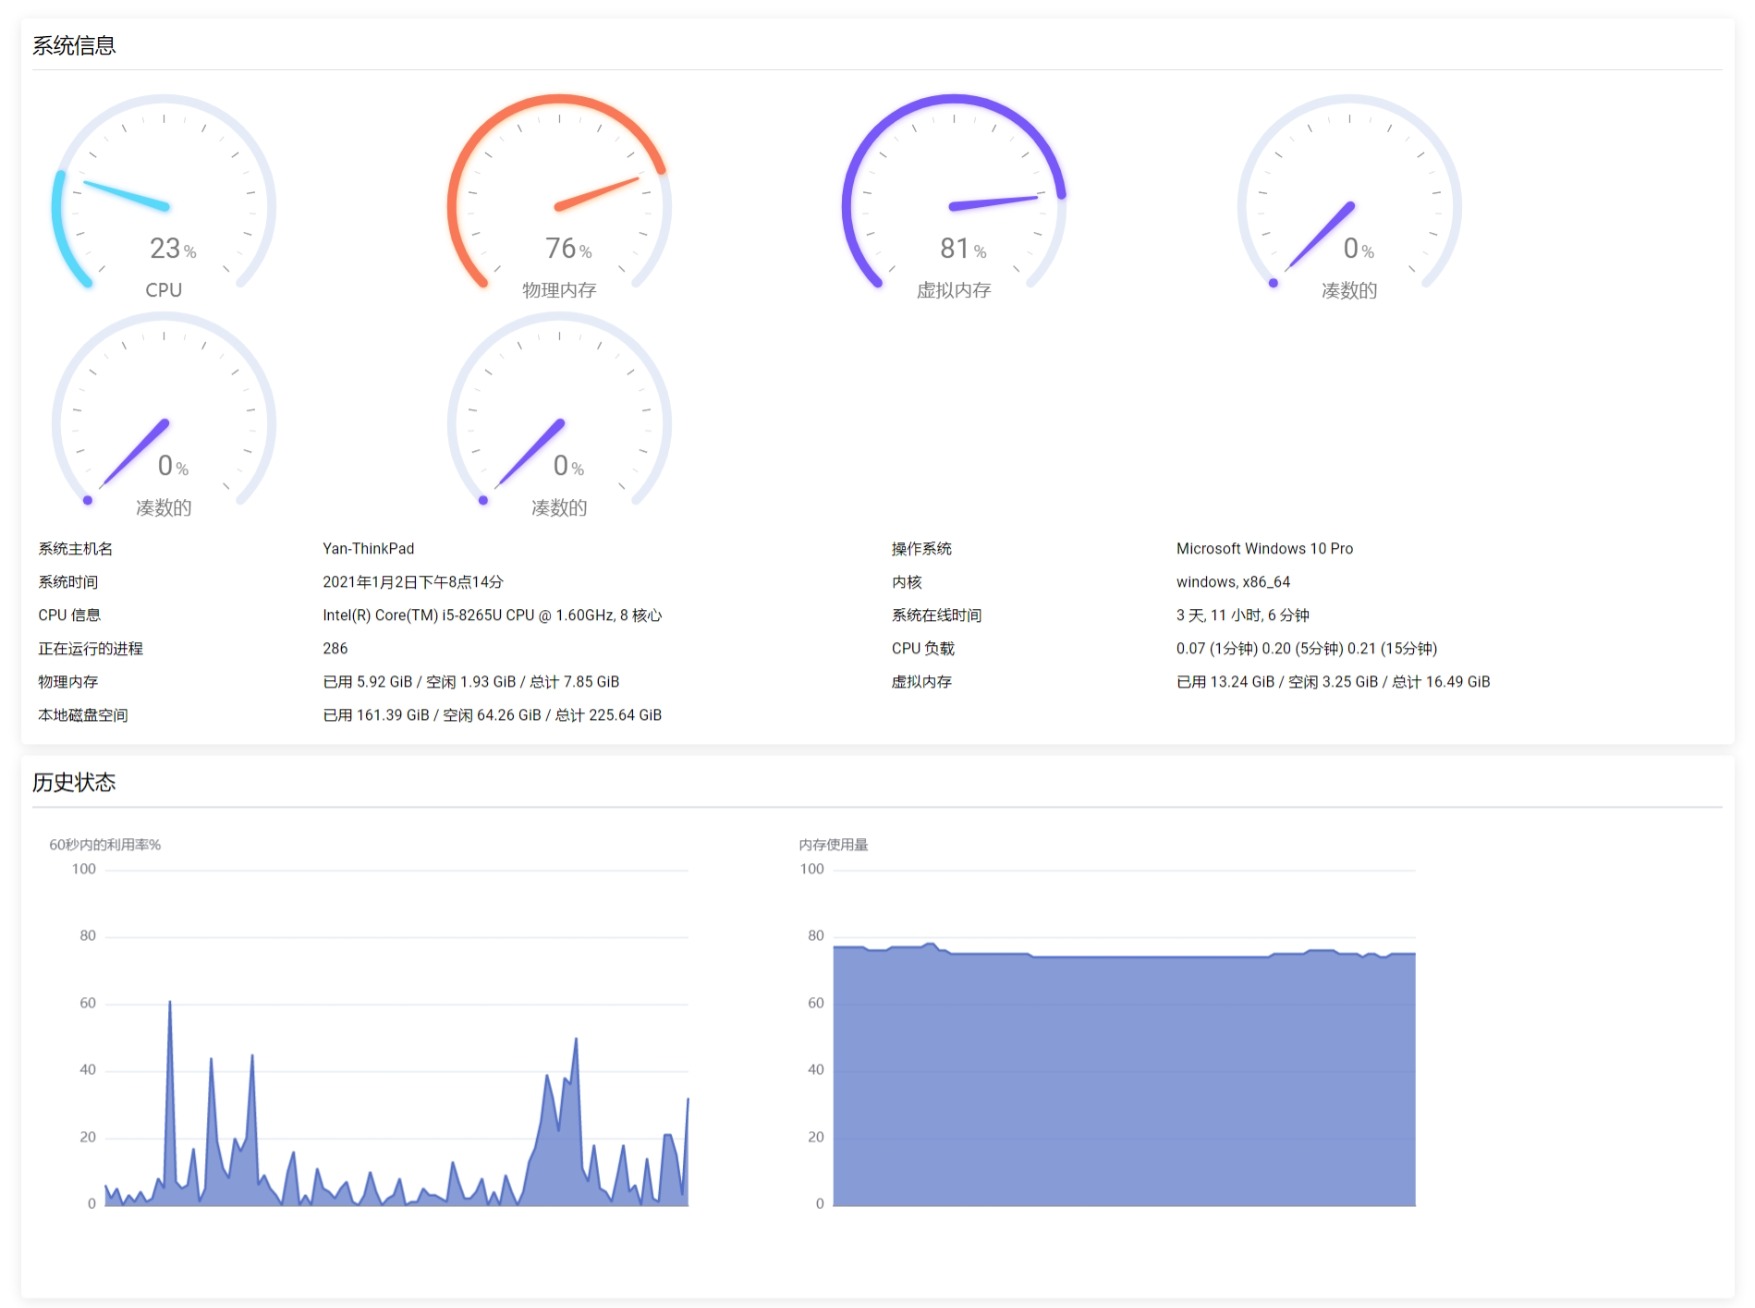 系统信息
23%
CPU
76%
物理内存
81%
虚拟内存
0%
凑数的
0%
凑数的
0%
凑数的
系统主机名 Yan-ThinkPad 操作系统 Microsoft Windows 10 Pro
系统时间 2021年1月2日下午8点14分 内核 windows, x86_64
CPU 信息 Intel(R) Core(TM) i5-8265U CPU @ 1.60GHz, 8 核心 系统在线时间 3 天, 11 小时, 6 分钟
正在运行的进程 286 CPU 负载 0.07 (1分钟) 0.20 (5分钟) 0.21 (15分钟)
物理内存 已用 5.92 GiB / 空闲 1.93 GiB / 总计 7.85 GiB 虚拟内存 已用 13.24 GiB / 空闲 3.25 GiB / 总计 16.49 GiB
本地磁盘空间 已用 161.39 GiB / 空闲 64.26 GiB / 总计 225.64 GiB
历史状态
60秒内的利用率%
100
80
60
40
20
0
内存使用量
100
80
60
40
20
0